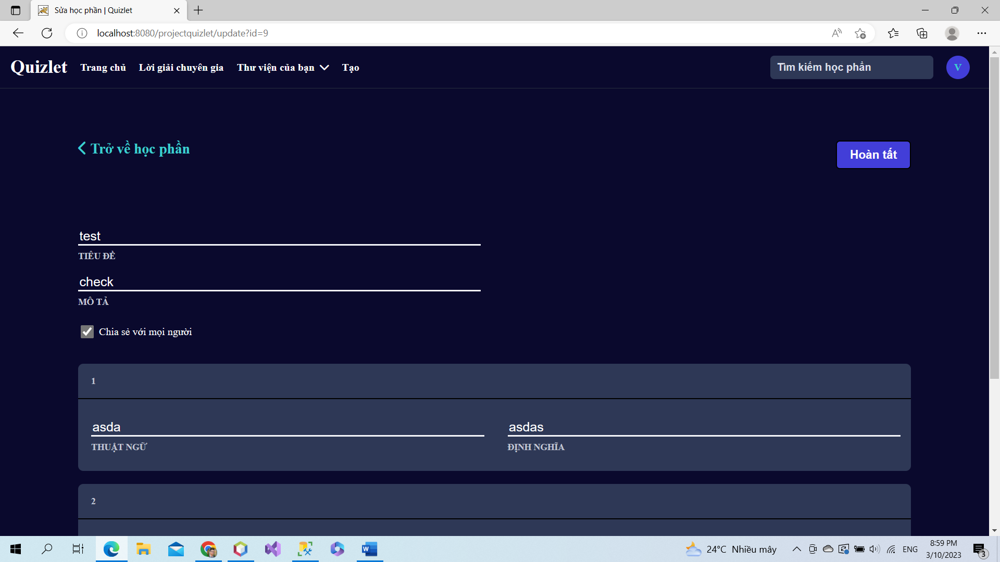 Sửa học phần | Quizlet
localhost:8080/projectquizlet/update?id=9
Quizlet Trang chủ Lời giải chuyên gia Thư viện của bạn Tạo Tìm kiếm học phần V
Trở về học phần
Hoàn tất
test
TIÊU ĐỀ
check
MÔ TẢ
Chia sẻ với mọi người
1
asda asdas
THUẬT NGỮ ĐỊNH NGHĨA
2
24°C Nhiều mây
ENG
8:59 PM
3/10/2023
3